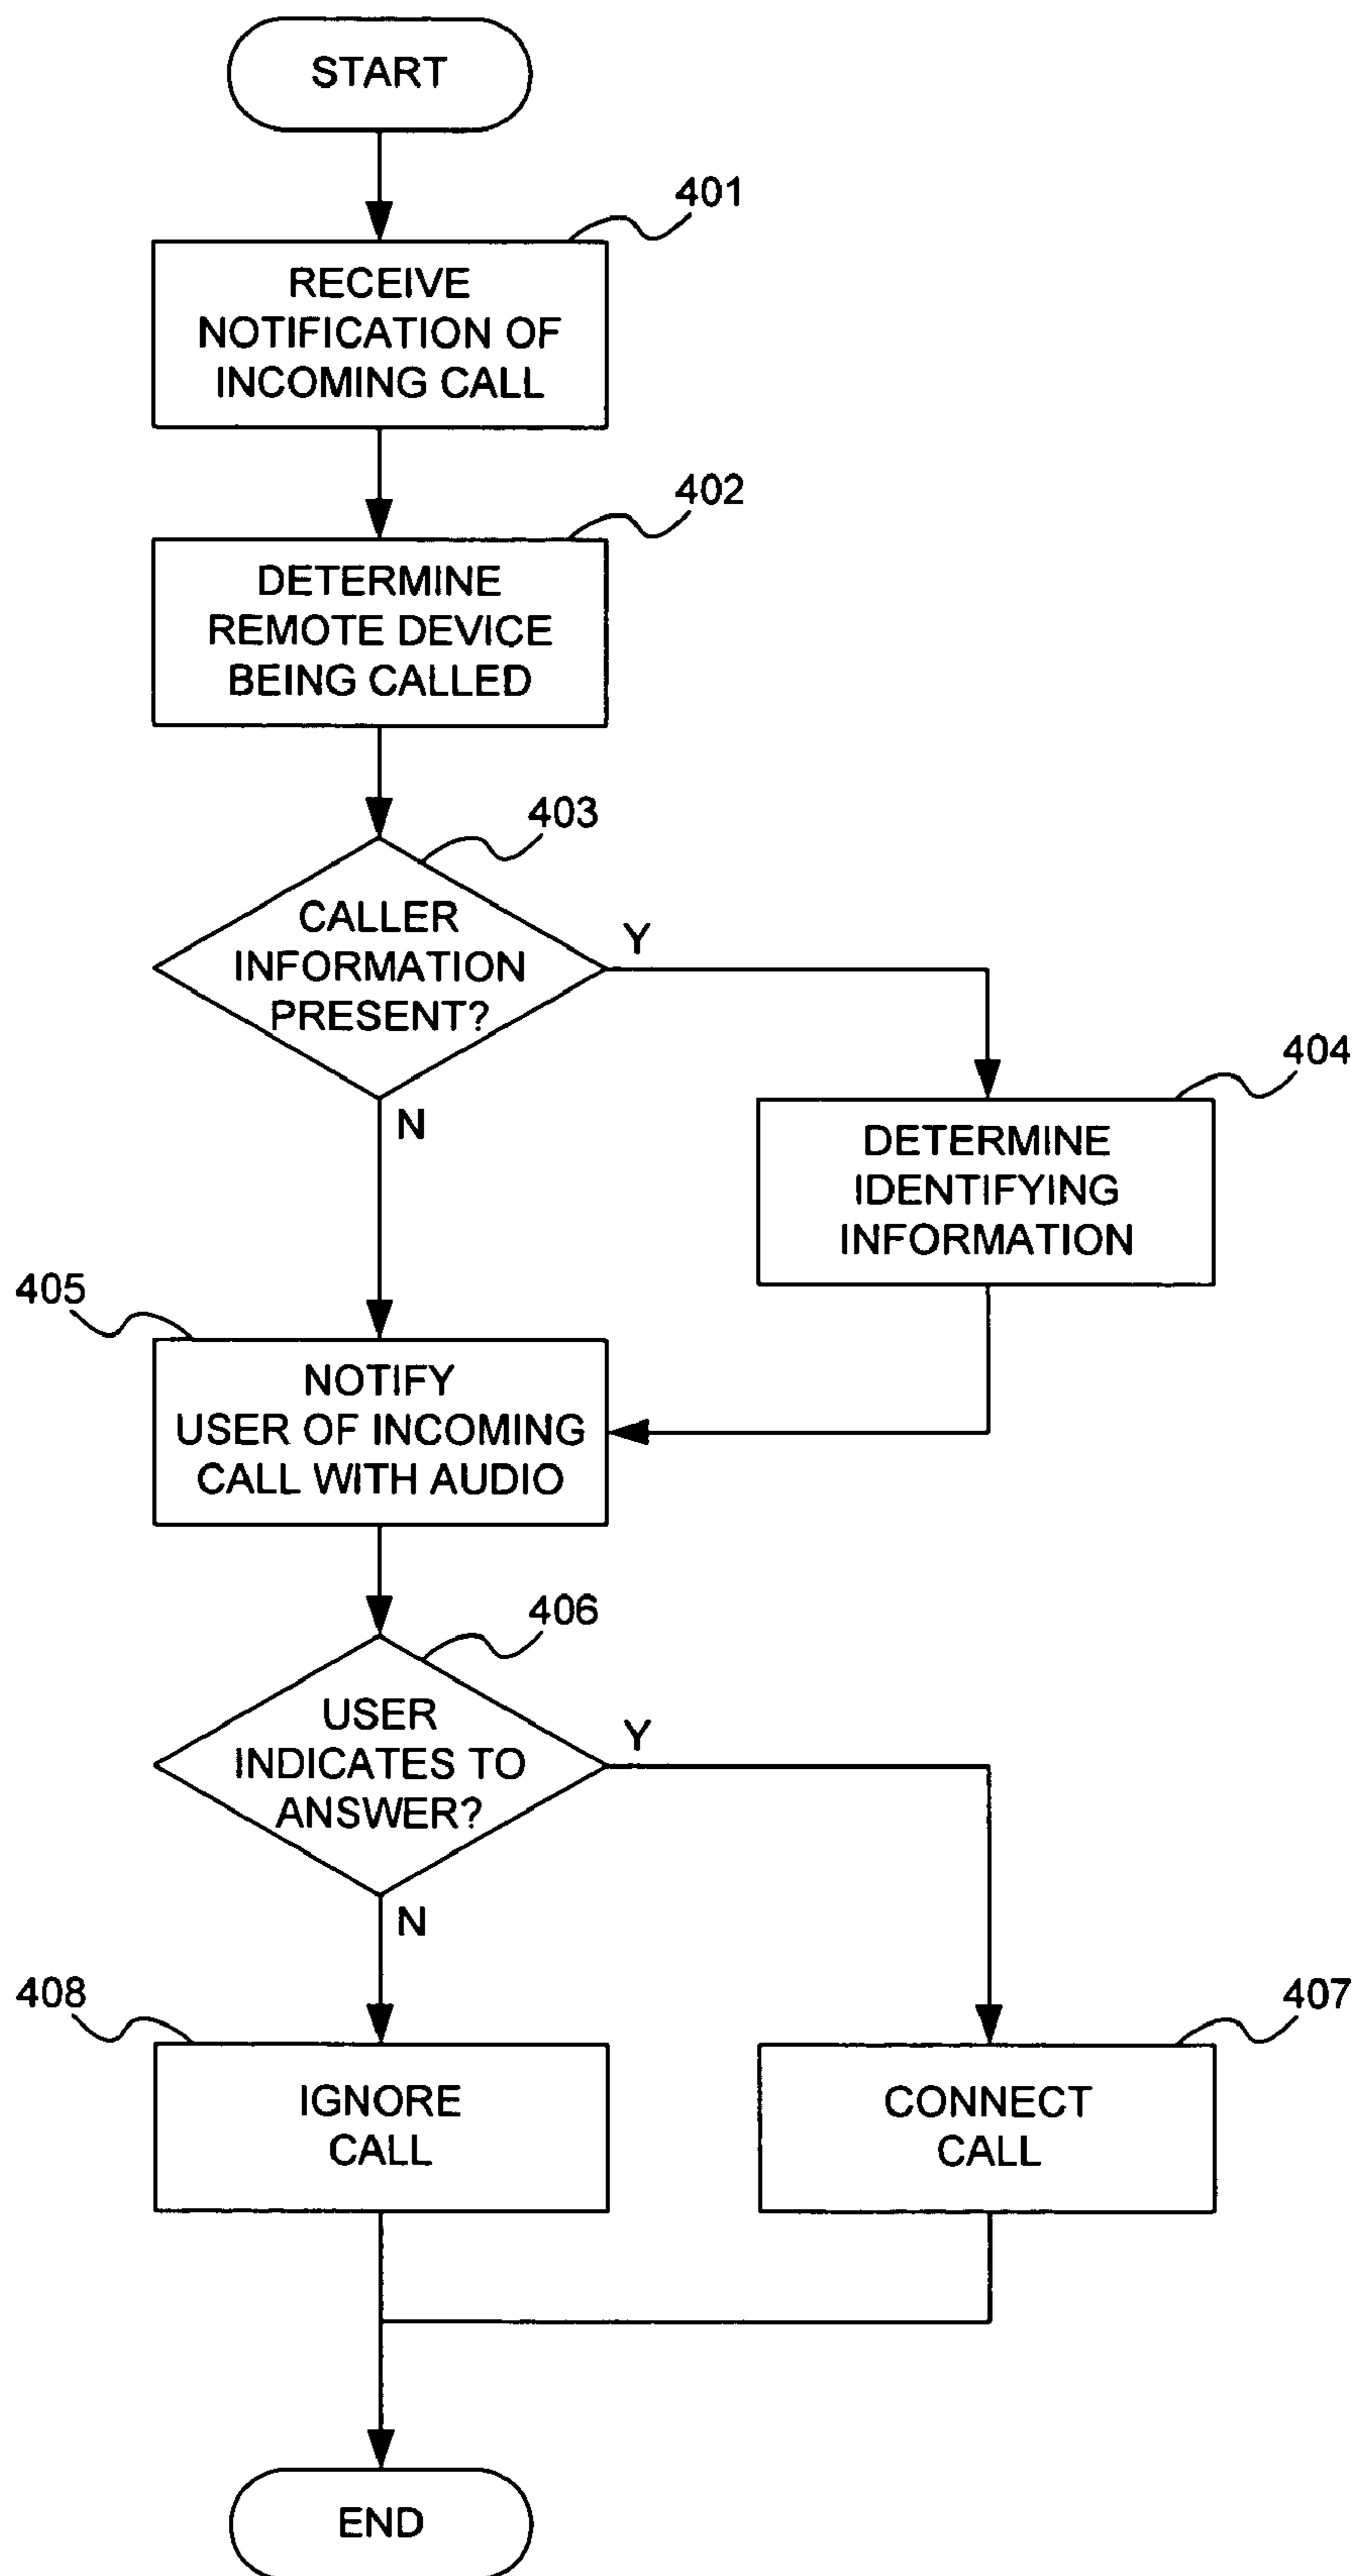 START
401
RECEIVE
NOTIFICATION OF
INCOMING CALL
402
DETERMINE
REMOTE DEVICE
BEING CALLED
403
CALLER
INFORMATION
PRESENT?
Y
N
404
DETERMINE
IDENTIFYING
INFORMATION
405
NOTIFY
USER OF INCOMING
CALL WITH AUDIO
406
USER
INDICATES TO
ANSWER?
Y
N
408
IGNORE
CALL
407
CONNECT
CALL
END